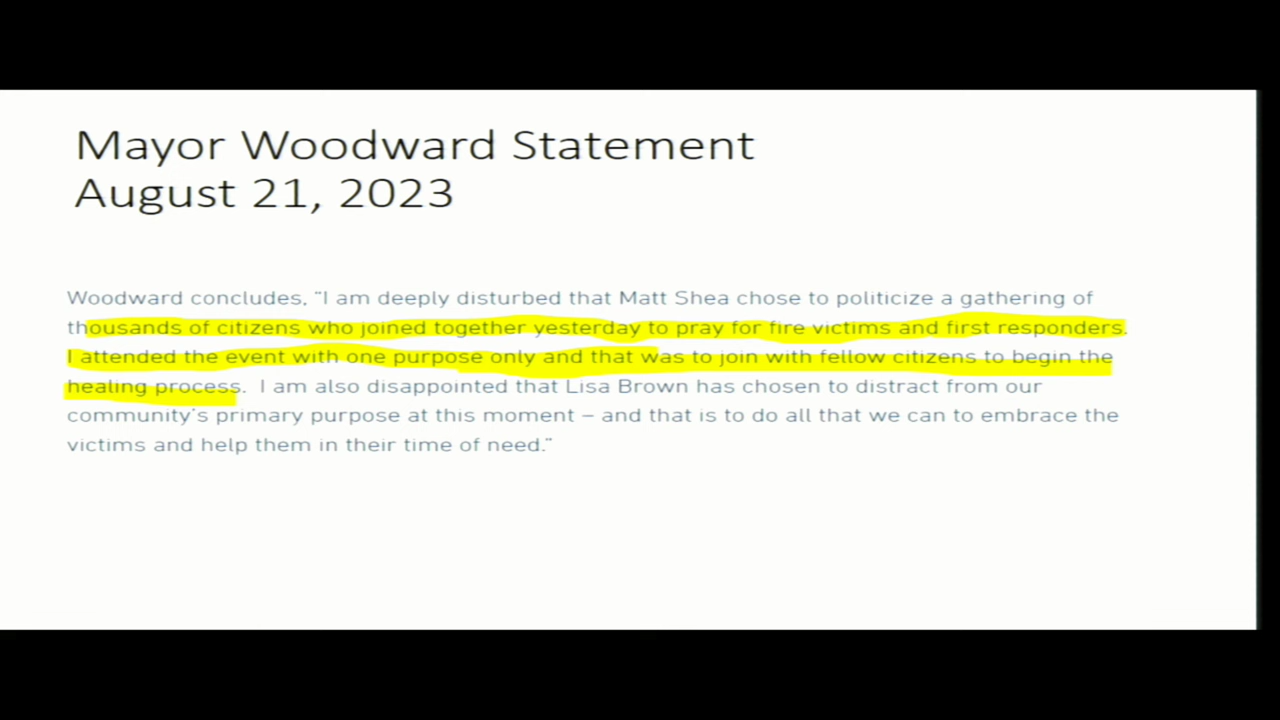 Mayor Woodward Statement
August 21, 2023
Woodward concludes, “I am deeply disturbed that Matt Shea chose to politicize a gathering of
thousands of citizens who joined together yesterday to pray for fire victims and first responders.
I attended the event with one purpose only and that was to join with fellow citizens to begin the
healing process.  I am also disappointed that Lisa Brown has chosen to distract from our
community’s primary purpose at this moment – and that is to do all that we can to embrace the
victims and help them in their time of need.”